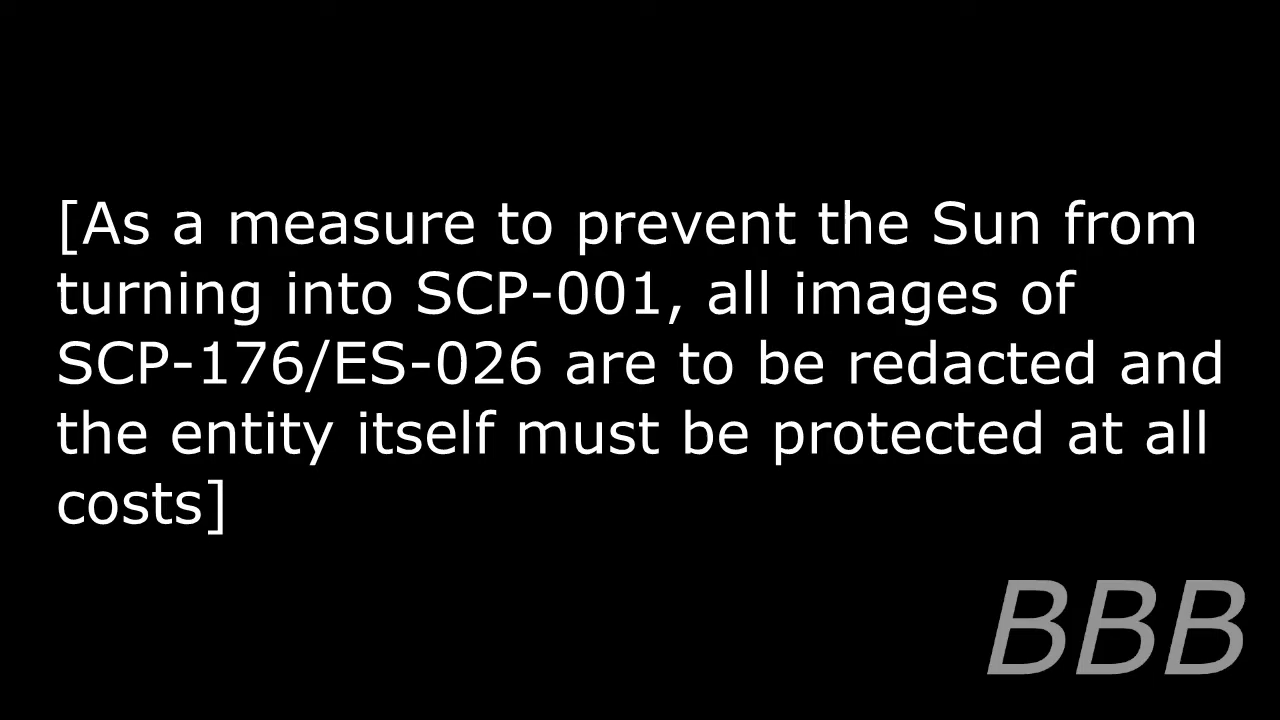 [As a measure to prevent the Sun from
turning into SCP-001, all images of
SCP-176/ES-026 are to be redacted and
the entity itself must be protected at all
costs]
BBB